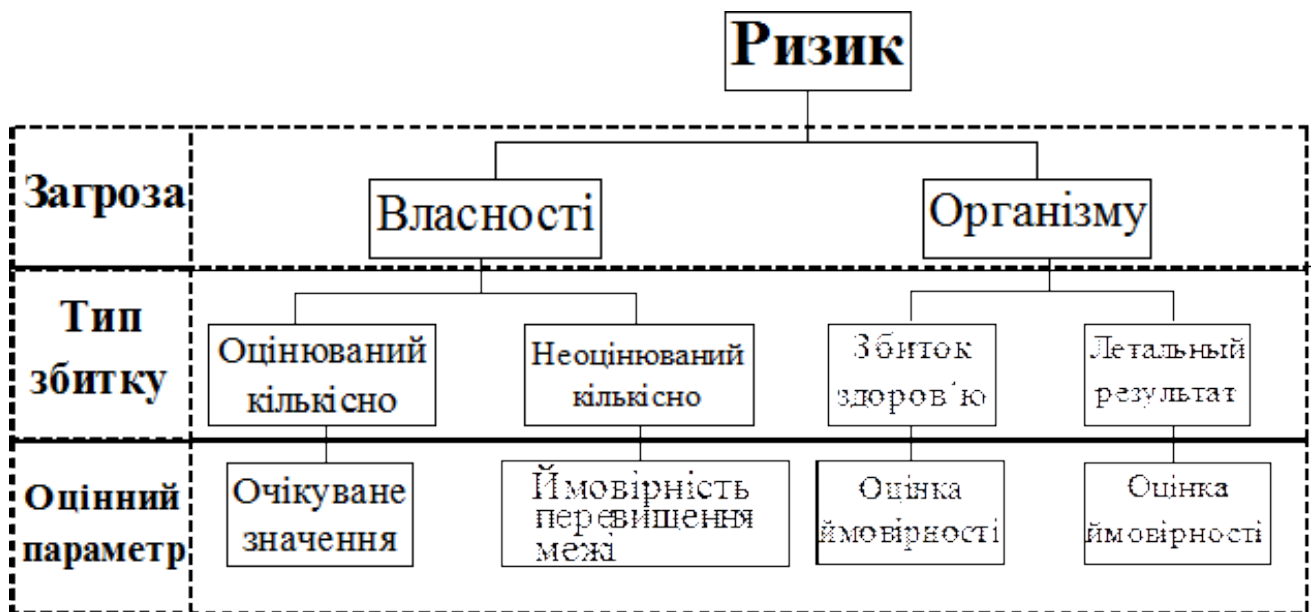 Ризик
Загроза
Власності
Організму
Тип
збитку
Оцінюваний
кількісно
Неоцінюваний
кількісно
Збиток
здоров'ю
Летальный
результат
Оцінний
параметр
Очікуване
значення
Ймовірність
перевишення
межі
Оцінка
ймовірності
Оцінка
ймовірності